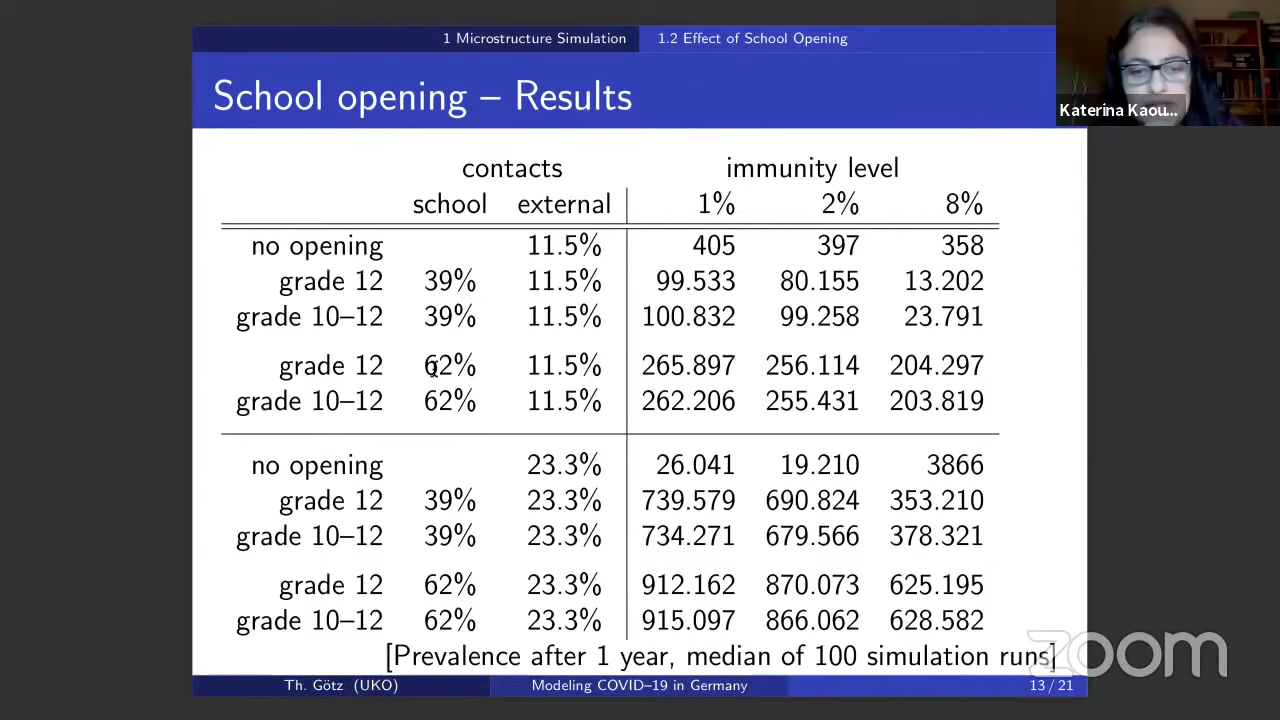 1 Microstructure Simulation 1.2 Effect of School Opening
School opening – Results
Katerina Kaou...
contacts immunity level
school external 1% 2% 8%
no opening 11.5% 405 397 358
grade 12 39% 11.5% 99.533 80.155 13.202
grade 10–12 39% 11.5% 100.832 99.258 23.791
grade 12 62% 11.5% 265.897 256.114 204.297
grade 10–12 62% 11.5% 262.206 255.431 203.819
no opening 23.3% 26.041 19.210 3866
grade 12 39% 23.3% 739.579 690.824 353.210
grade 10–12 39% 23.3% 734.271 679.566 378.321
grade 12 62% 23.3% 912.162 870.073 625.195
grade 10–12 62% 23.3% 915.097 866.062 628.582
[Prevalence after 1 year, median of 100 simulation runs]
zoom
Th. Götz (UKO) Modeling COVID–19 in Germany 13 / 21